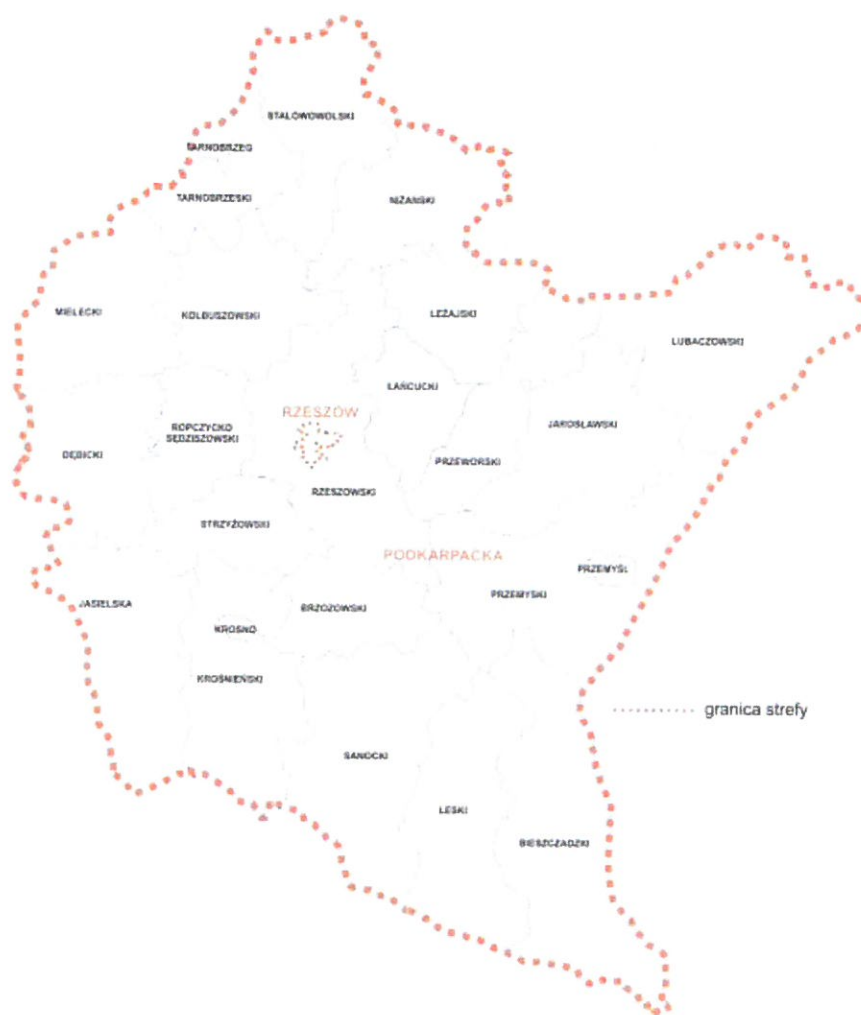 STALOWOWOLSKI
TARNOBRZEG
TARNOBRZESKI
NIŻAŃSKI
MIELECKI
KOLBUSZOWSKI
LEŻAJSKI
LUBACZOWSKI
ŁAŃCUCKI
RZESZÓW
ROPCZYCKO
SĘDZISZOWSKI
JAROSŁAWSKI
DĘBICKI
PRZEWORSKI
RZESZOWSKI
STRZYŻOWSKI
PODKARPACKA
PRZEMYŚL
PRZEMYSKI
JASIELSKA
BRZOZOWSKI
KROSNO
KROŚNIEŃSKI
granica strefy
SANOCKI
LESKI
BIESZCZADZKI